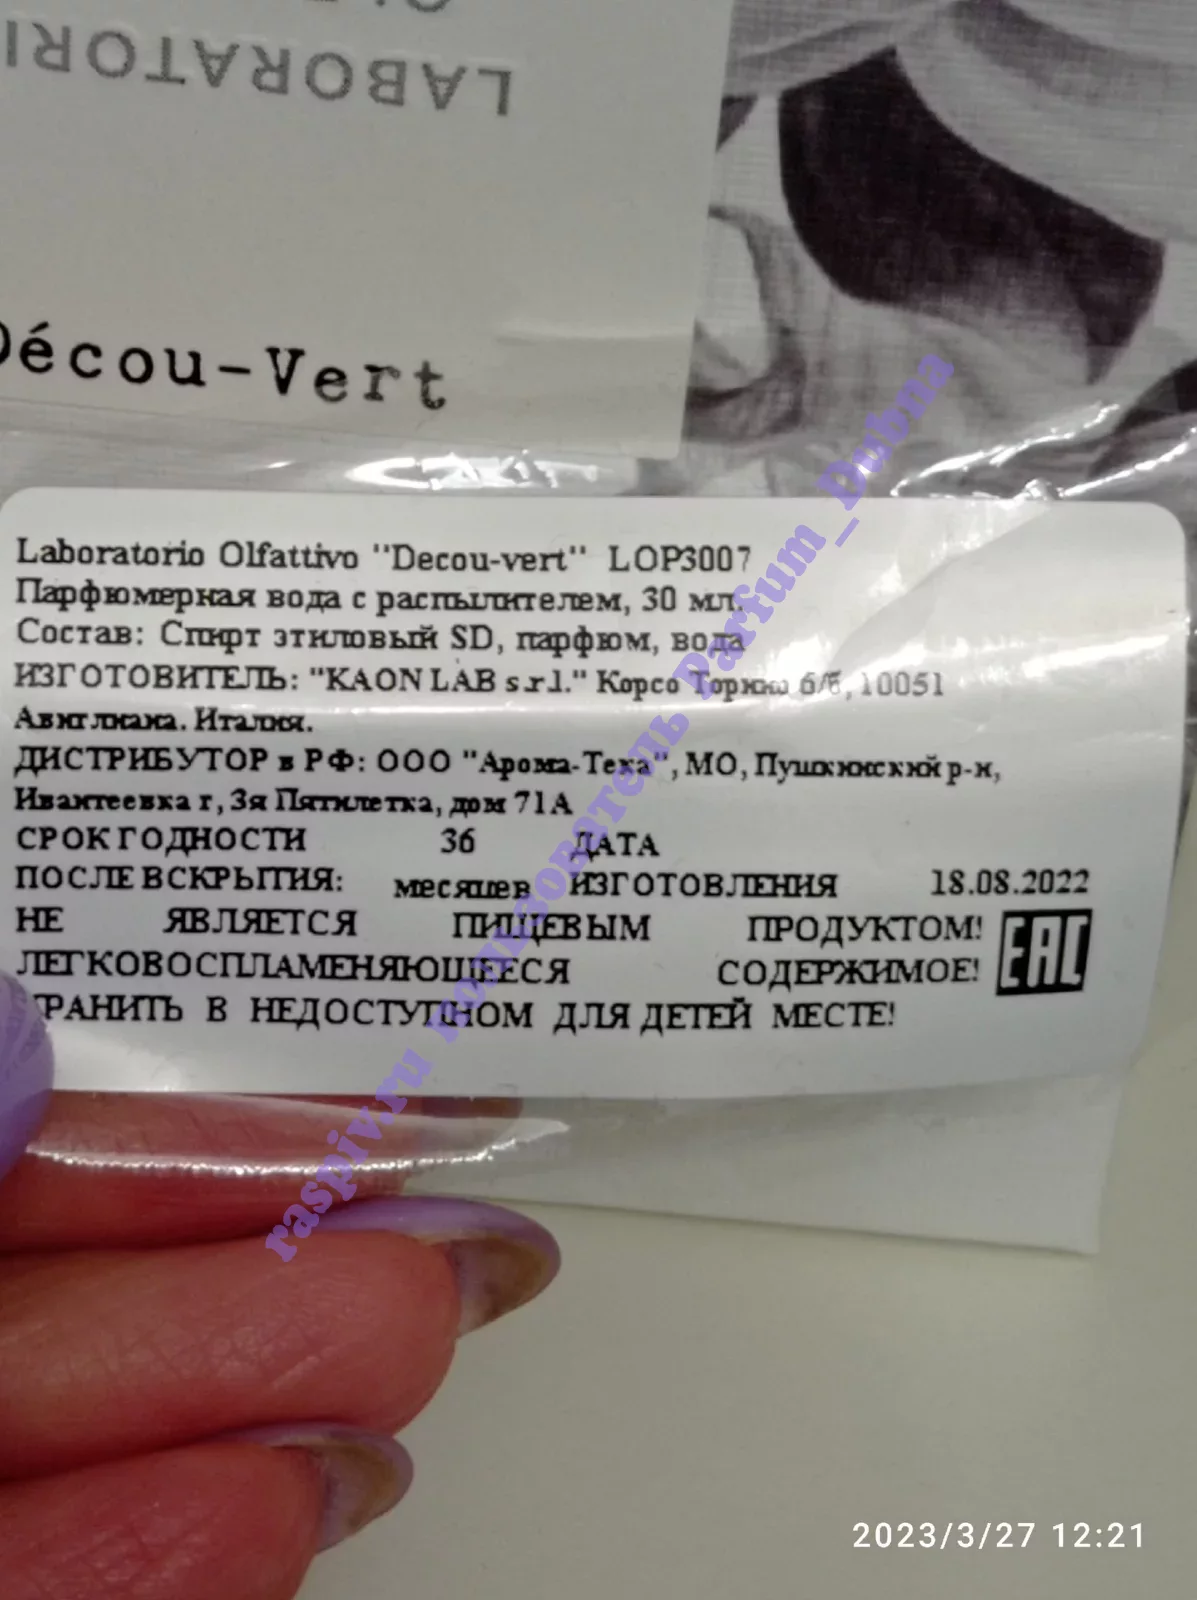 LABORATORI
Décou-Vert
Laboratorio Olfattivo "Decou-vert" LOP3007
Парфюмерная вода с распылителем, 30 мл.
Состав: Спирт этиловый SD, парфюм, вода
ИЗГОТОВИТЕЛЬ: "KAON LAB s.r.l." Корсо Торино 6/б, 10051
Авиглиана. Италия.
ДИСТРИБУТОР в РФ: ООО "Арома-Тека", МО, Пушкинский р-н,
Ивантеевка г, 3я Пятилетка, дом 71А
СРОК ГОДНОСТИ 36 ДАТА
ПОСЛЕ ВСКРЫТИЯ: месяцев ИЗГОТОВЛЕНИЯ 18.08.2022
НЕ ЯВЛЯЕТСЯ ПИЩЕВЫМ ПРОДУКТОМ!
ЛЕГКОВОСПЛАМЕНЯЮЩЕЕСЯ СОДЕРЖИМОЕ!
ХРАНИТЬ В НЕДОСТУПНОМ ДЛЯ ДЕТЕЙ МЕСТЕ!
EAC
raspiv.ru пользователь Parfum_Dubna
2023/3/27 12:21